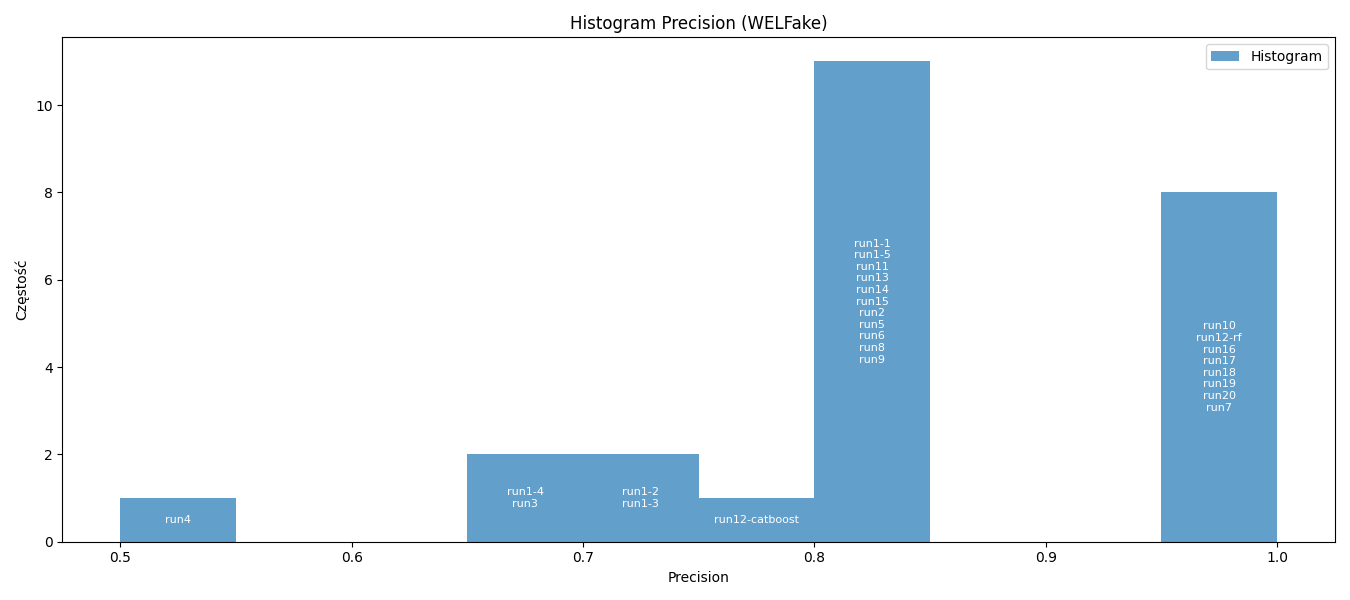 Histogram Precision (WELFake)
Histogram
Częstość
10
8
6
4
2
0
run4
run1-4
run3
run1-2
run1-3
run12-catboost
run1-1
run1-5
run11
run13
run14
run15
run2
run5
run6
run8
run9
run10
run12-rf
run16
run17
run18
run19
run20
run7
0.5
0.6
0.7
0.8
0.9
1.0
Precision